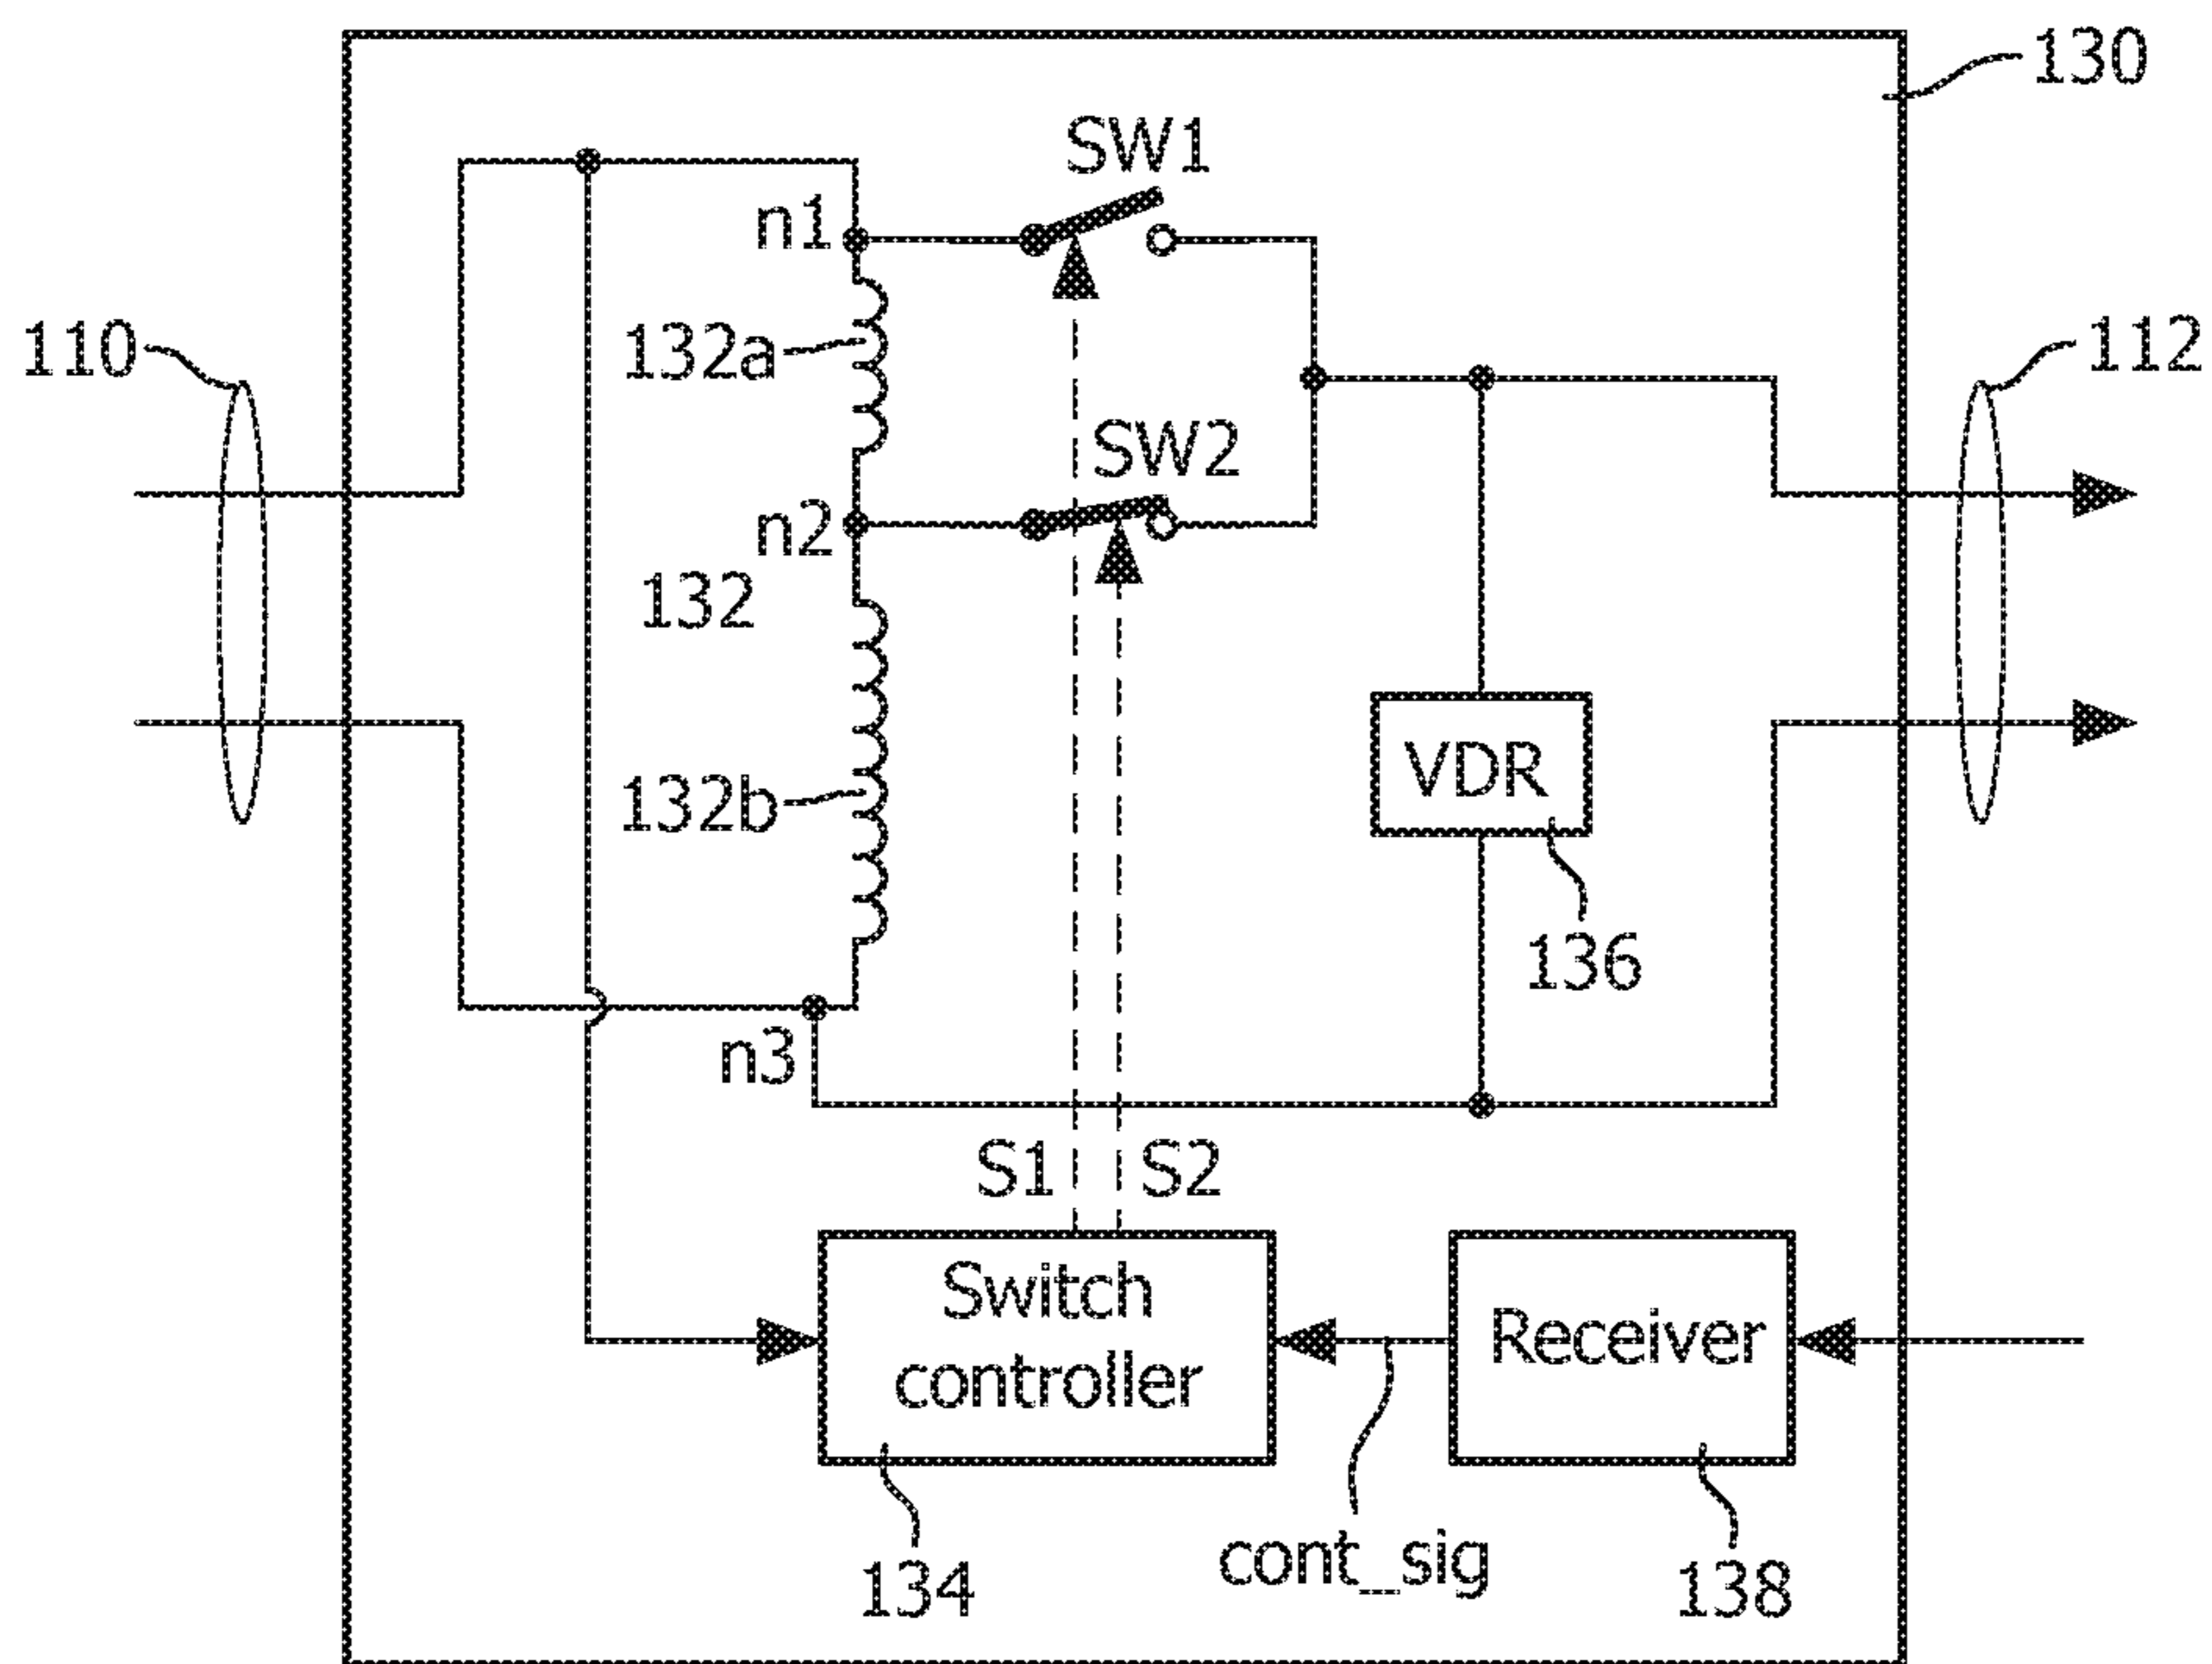 130
SW1
n1
110
132a
112
SW2
n2
132
VDR
132b
136
n3
S1
S2
Switch
controller
Receiver
cont_sig
134
138